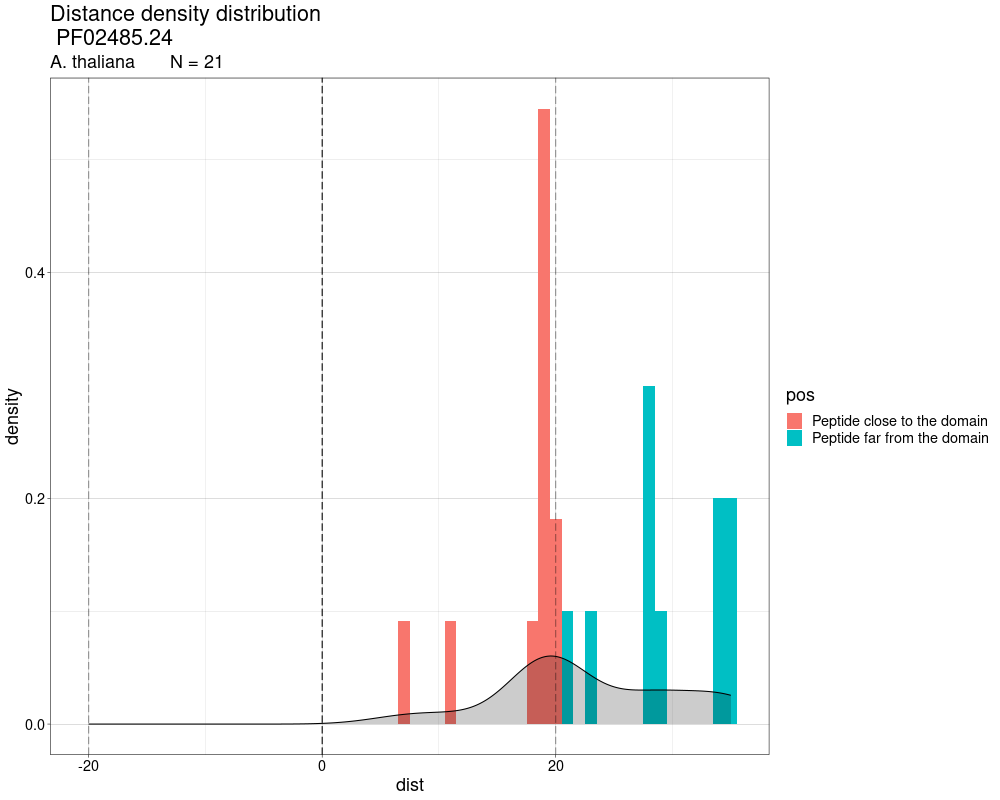 Distance density distribution
PF02485.24
A. thaliana N = 21
0.4
0.2
0.0
density
-20 0 20
dist
pos
Peptide close to the domain
Peptide far from the domain